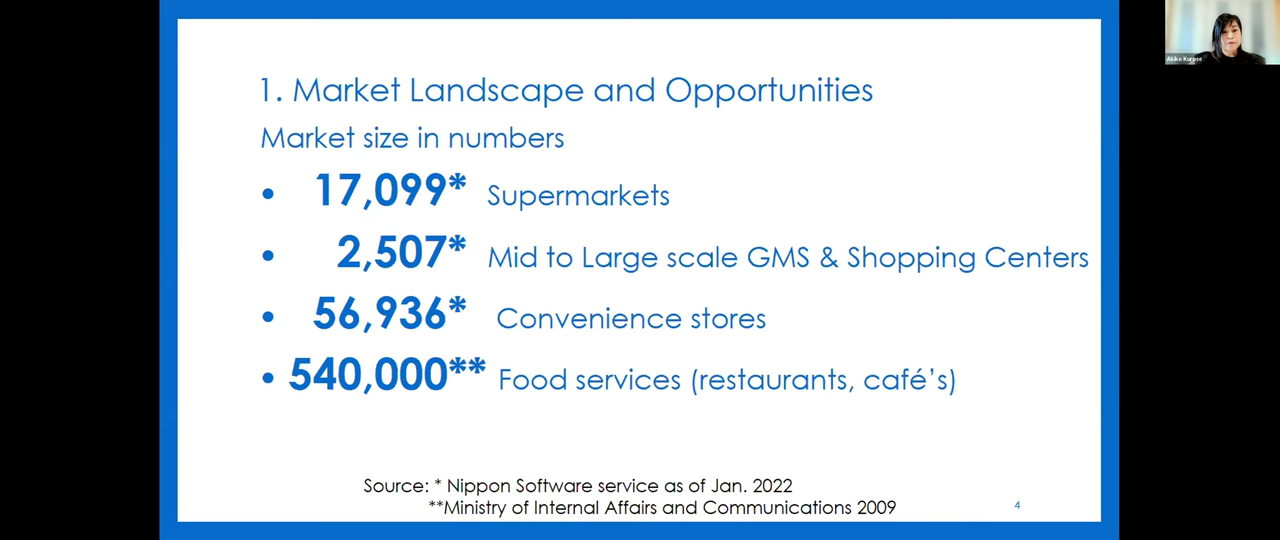 1. Market Landscape and Opportunities
Market size in numbers
• 17,099* Supermarkets
• 2,507* Mid to Large scale GMS & Shopping Centers
• 56,936* Convenience stores
• 540,000** Food services (restaurants, café's)
Source: * Nippon Software service as of Jan. 2022
**Ministry of Internal Affairs and Communications 2009
4
Akiko Kurose